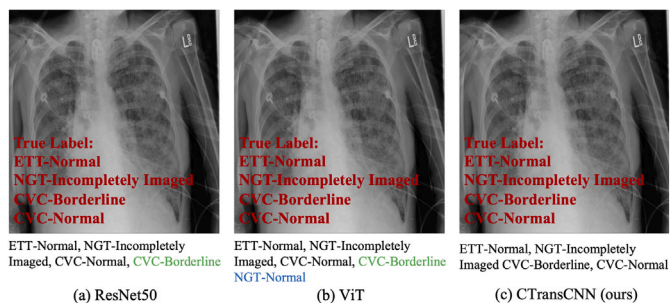 True Label:
ETT-Normal
NGT-Incompletely Imaged
CVC-Borderline
CVC-Normal
ETT-Normal, NGT-Incompletely
Imaged, CVC-Normal, CVC-Borderline
(a) ResNet50
True Label:
ETT-Normal
NGT-Incompletely Imaged
CVC-Borderline
CVC-Normal
ETT-Normal, NGT-Incompletely
Imaged, CVC-Normal, CVC-Borderline
NGT-Normal
(b) ViT
True Label:
ETT-Normal
NGT-Incompletely Imaged
CVC-Borderline
CVC-Normal
ETT-Normal, NGT-Incompletely
Imaged CVC-Borderline, CVC-Normal
(c) CTransCNN (ours)